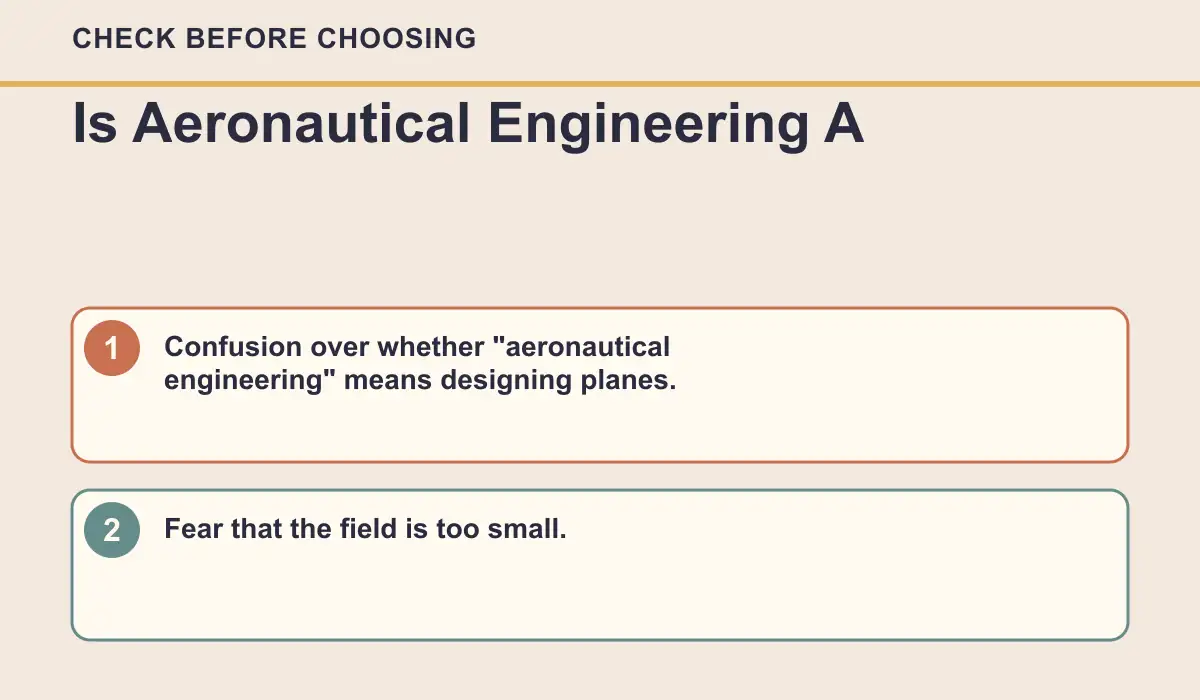 CHECK BEFORE CHOOSING
Is Aeronautical Engineering A
1
Confusion over whether "aeronautical
engineering" means designing planes.
2
Fear that the field is too small.